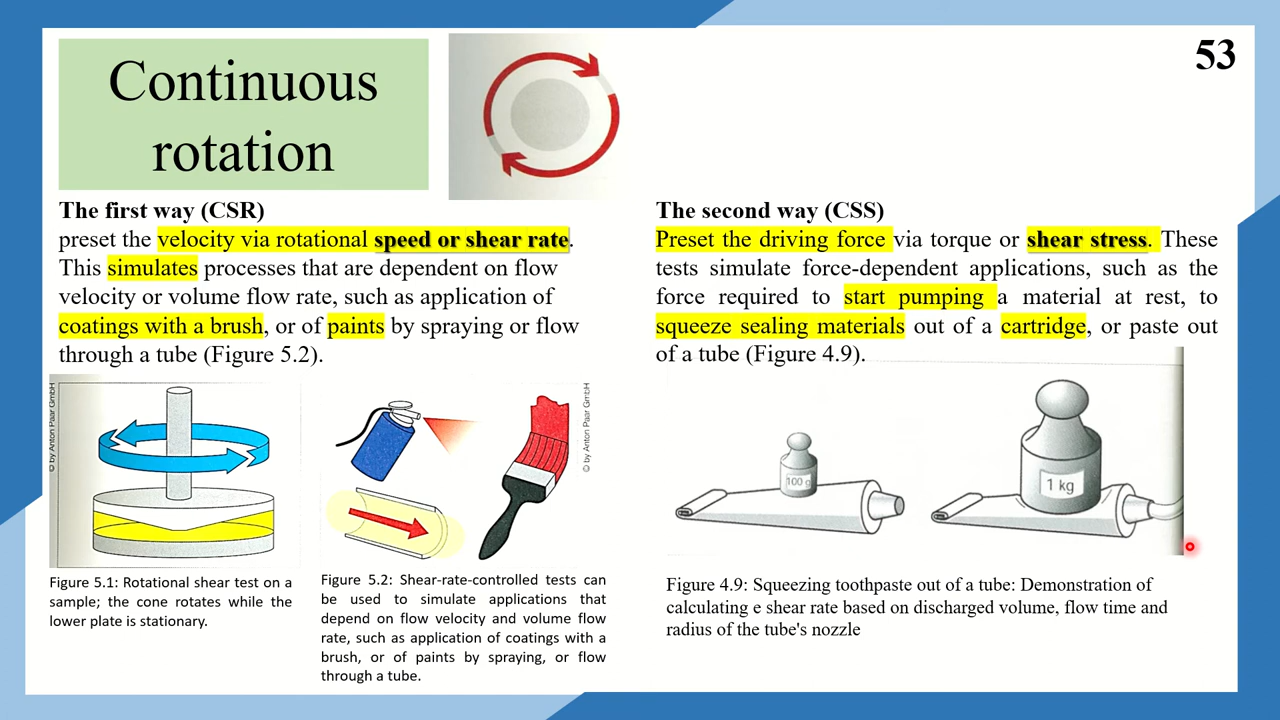 Continuous
rotation
53
The first way (CSR)
preset the velocity via rotational speed or shear rate.
This simulates processes that are dependent on flow
velocity or volume flow rate, such as application of
coatings with a brush, or of paints by spraying or flow
through a tube (Figure 5.2).
The second way (CSS)
Preset the driving force via torque or shear stress. These
tests simulate force-dependent applications, such as the
force required to start pumping a material at rest, to
squeeze sealing materials out of a cartridge, or paste out
of a tube (Figure 4.9).
© by Anton Paar GmbH
© by Anton Paar GmbH
100 g
1 kg
Figure 5.1: Rotational shear test on a
sample; the cone rotates while the
lower plate is stationary.
Figure 5.2: Shear-rate-controlled tests can
be used to simulate applications that
depend on flow velocity and volume flow
rate, such as application of coatings with a
brush, or of paints by spraying, or flow
through a tube.
Figure 4.9: Squeezing toothpaste out of a tube: Demonstration of
calculating e shear rate based on discharged volume, flow time and
radius of the tube's nozzle